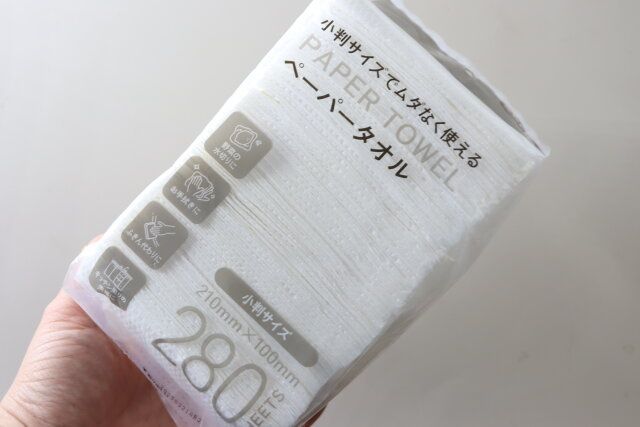 小判サイズでムダなく使える
PAPER TOWEL
ペーパータオル
野菜の
水切りに
お手拭きに
ふきん代わりに
小判サイズ
210mm×100mm
280